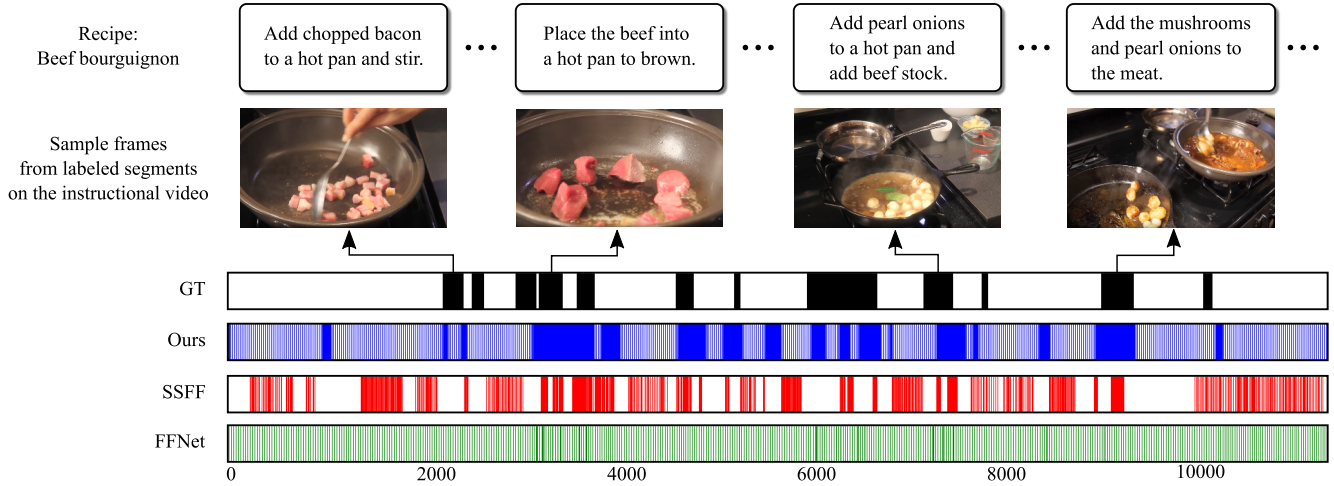 Recipe:
Beef bourguignon
Add chopped bacon
to a hot pan and stir.
Place the beef into
a hot pan to brown.
Add pearl onions
to a hot pan and
add beef stock.
Add the mushrooms
and pearl onions to
the meat.
Sample frames
from labeled segments
on the instructional video
GT
Ours
SSFF
FFNet
0 2000 4000 6000 8000 10000